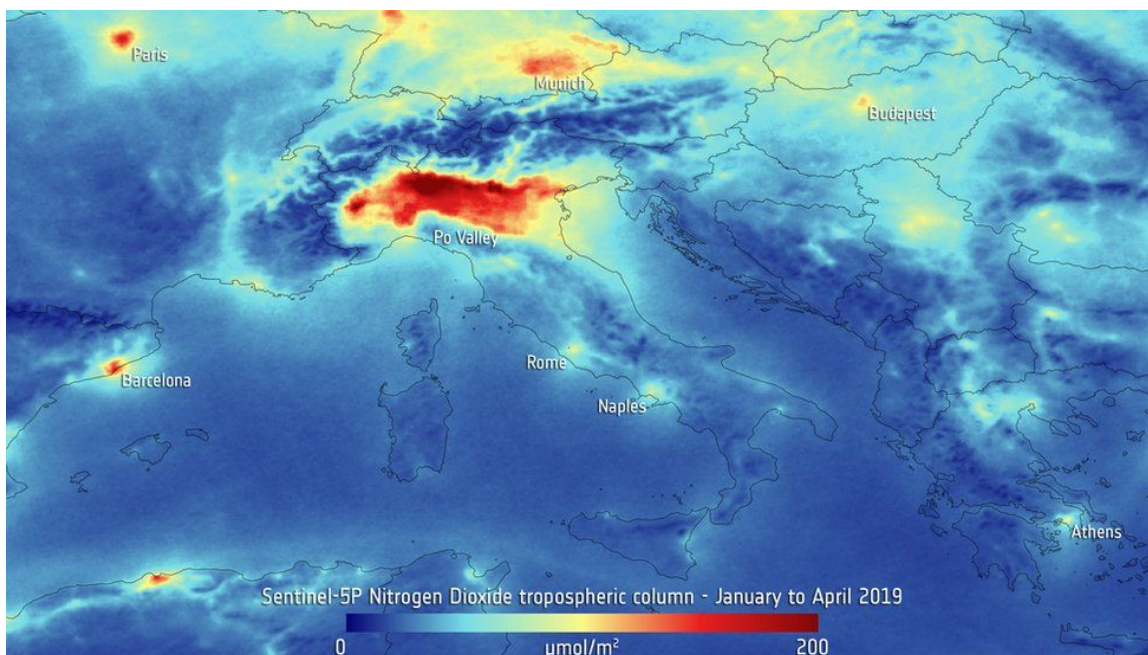 Paris
Munich
Budapest
Po Valley
Rome
Barcelona
Naples
Athens
Sentinel-5P Nitrogen Dioxide tropospheric column - January to April 2019
0 µmol/m² 200